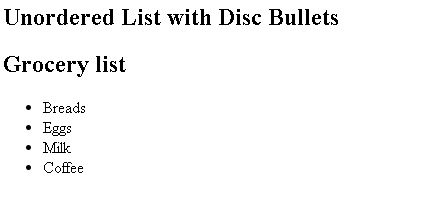 Unordered List with Disc Bullets
Grocery list
• Breads
• Eggs
• Milk
• Coffee